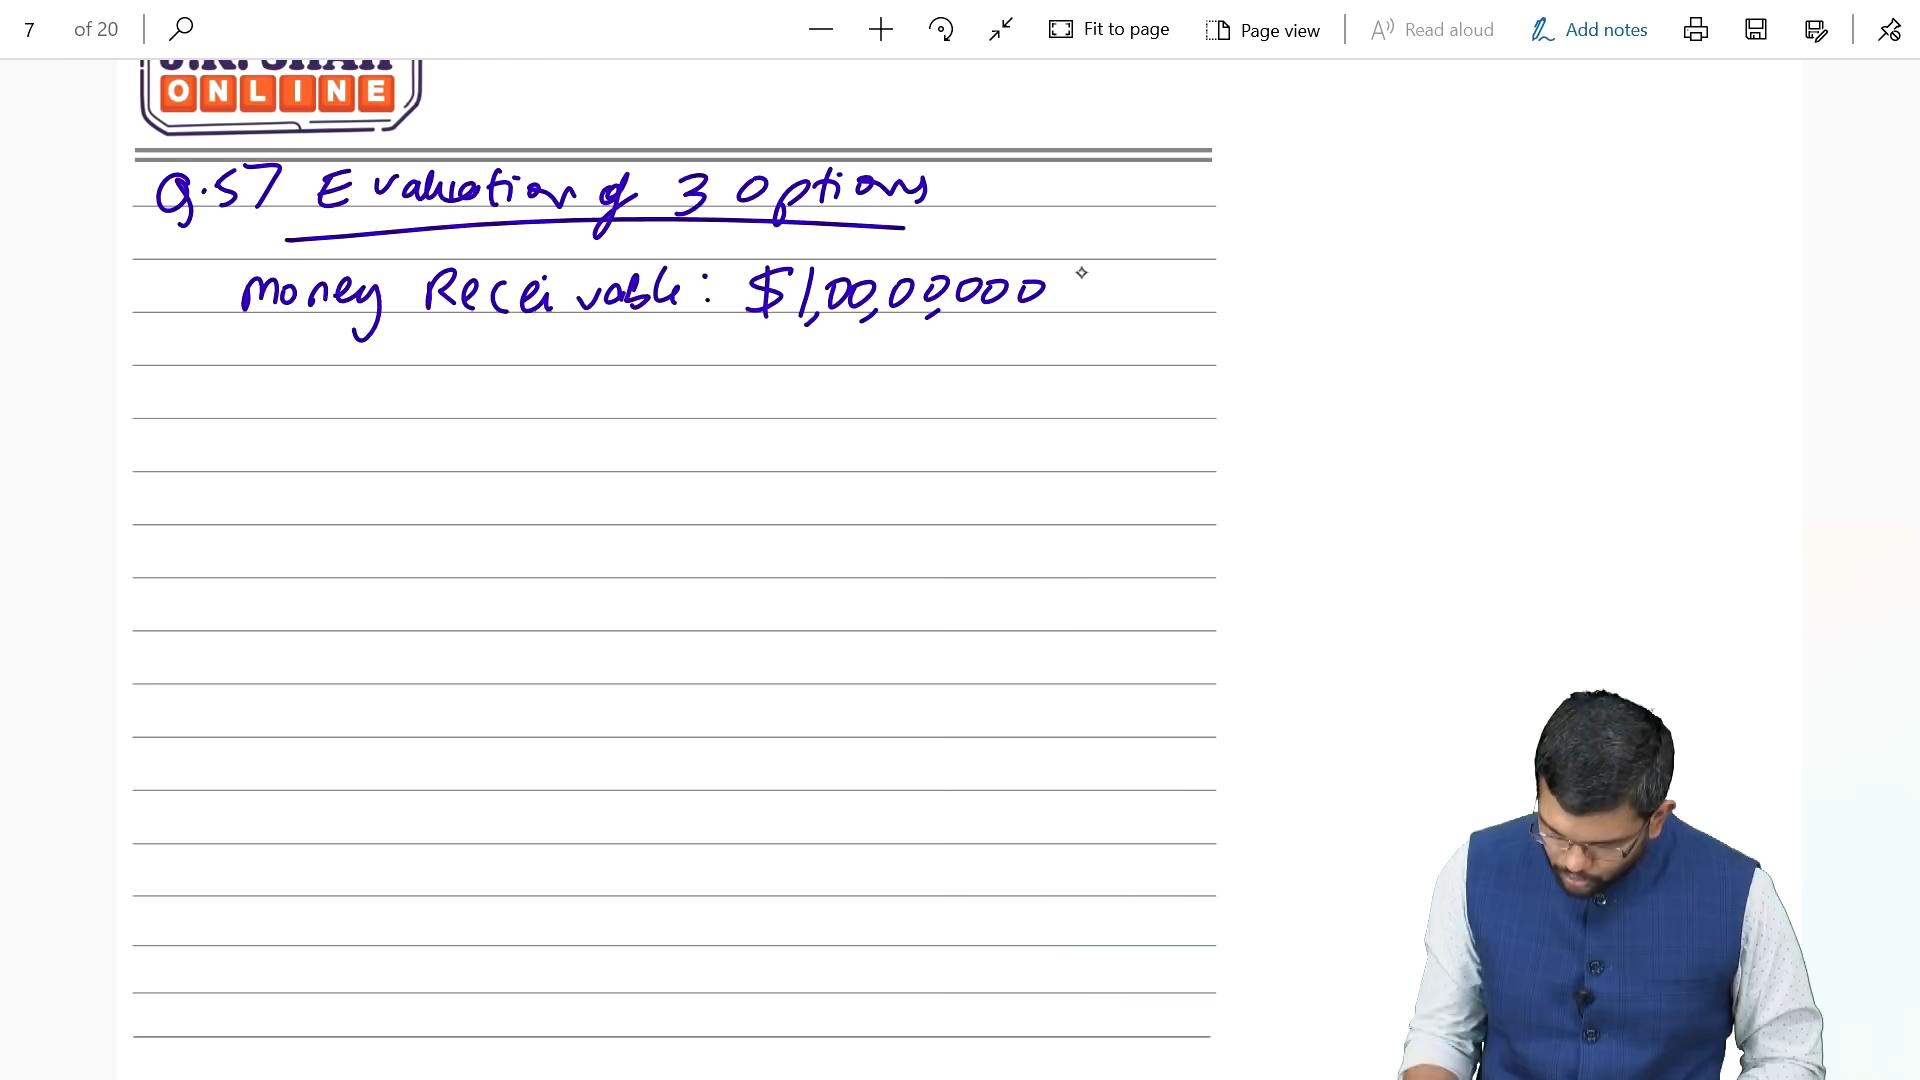 7 of 20 Fit to page Page view Read aloud Add notes
J.K. SHAH
ONLINE
Q.57 Evaluation of 3 options
Money Receivable: $1,00,00,000